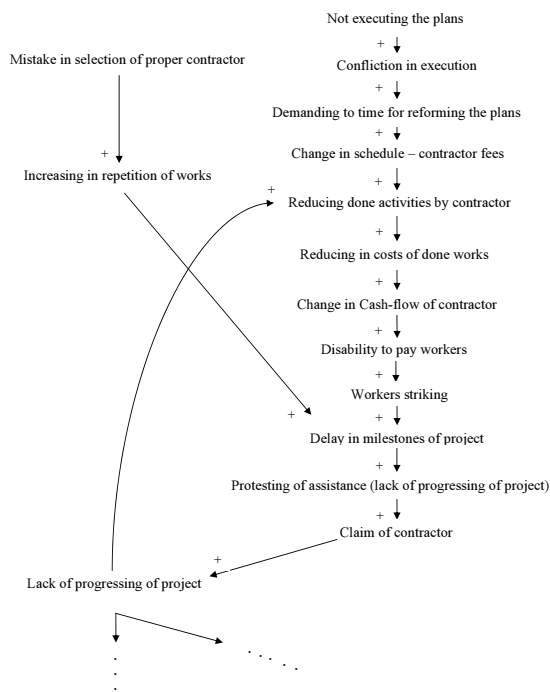 Not executing the plans
+
Mistake in selection of proper contractor
Confliction in execution
+
Demanding to time for reforming the plans
+
Change in schedule – contractor fees
+
Increasing in repetition of works
+
+
Reducing done activities by contractor
+
Reducing in costs of done works
+
Change in Cash-flow of contractor
+
Disability to pay workers
+
Workers striking
+
+
Delay in milestones of project
+
Protesting of assistance (lack of progressing of project)
+
Claim of contractor
+
Lack of progressing of project